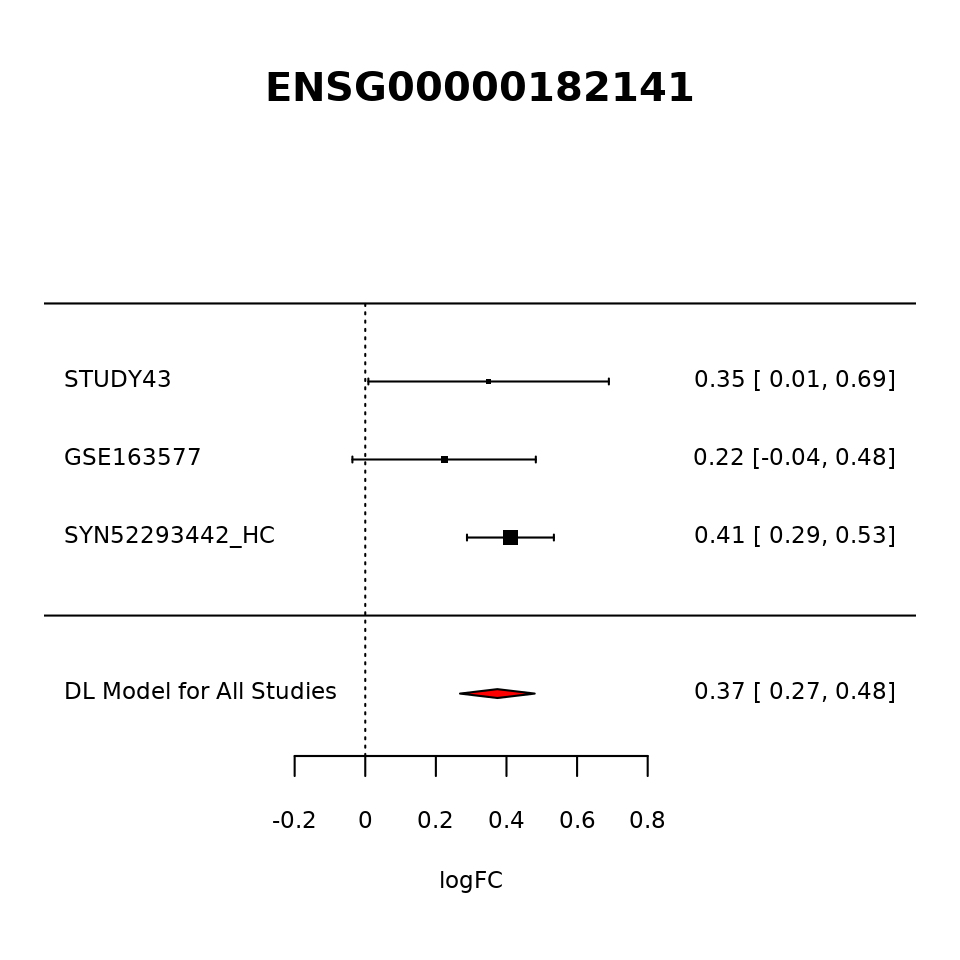 ENSG00000182141
STUDY43 0.35 [ 0.01, 0.69]
GSE163577 0.22 [-0.04, 0.48]
SYN52293442_HC 0.41 [ 0.29, 0.53]
DL Model for All Studies 0.37 [ 0.27, 0.48]
-0.2 0 0.2 0.4 0.6 0.8
logFC